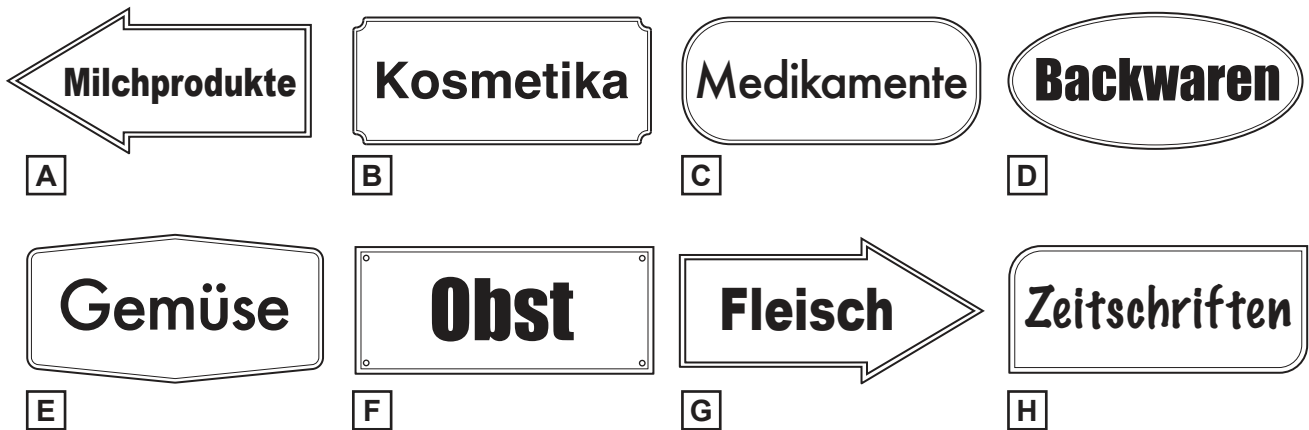 Milchprodukte Kosmetika Medikamente Backwaren
A B C D
Gemüse Obst Fleisch Zeitschriften
E F G H